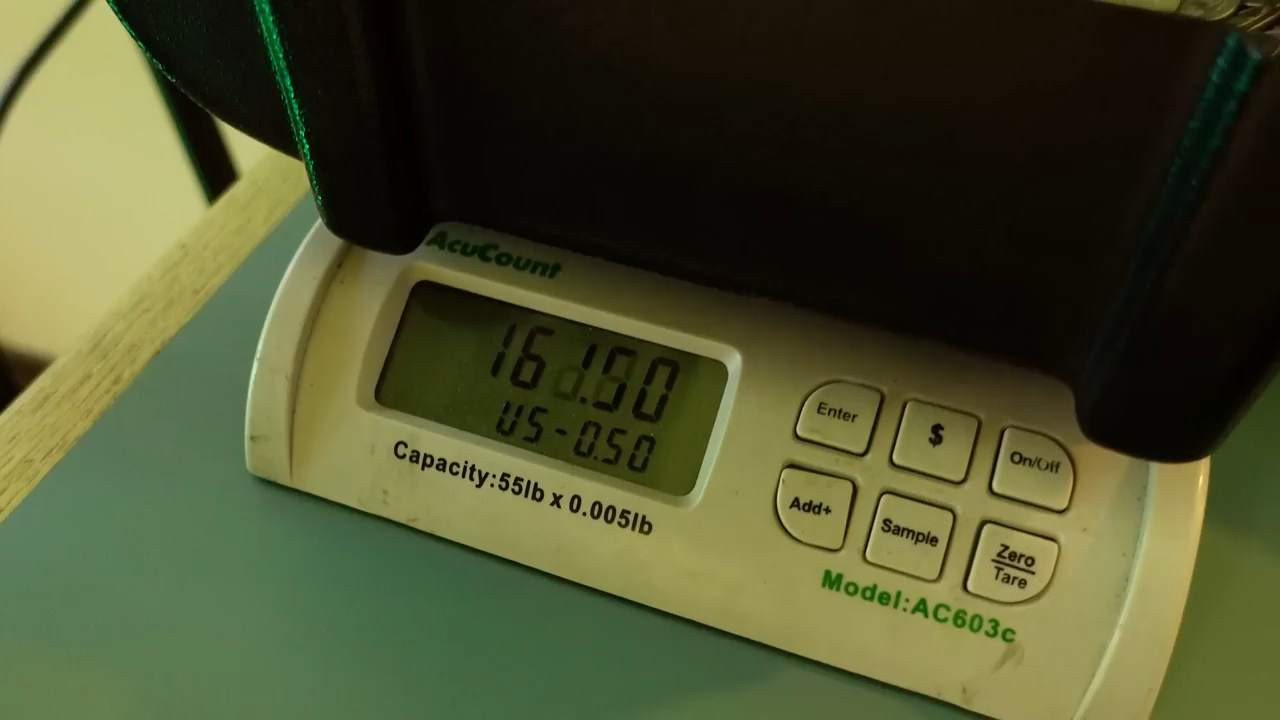 AcuCount
161.50
US-0.50
Capacity:55lb x 0.005lb
Enter
$
On/Off
Add+
Sample
Zero
Tare
Model:AC603c